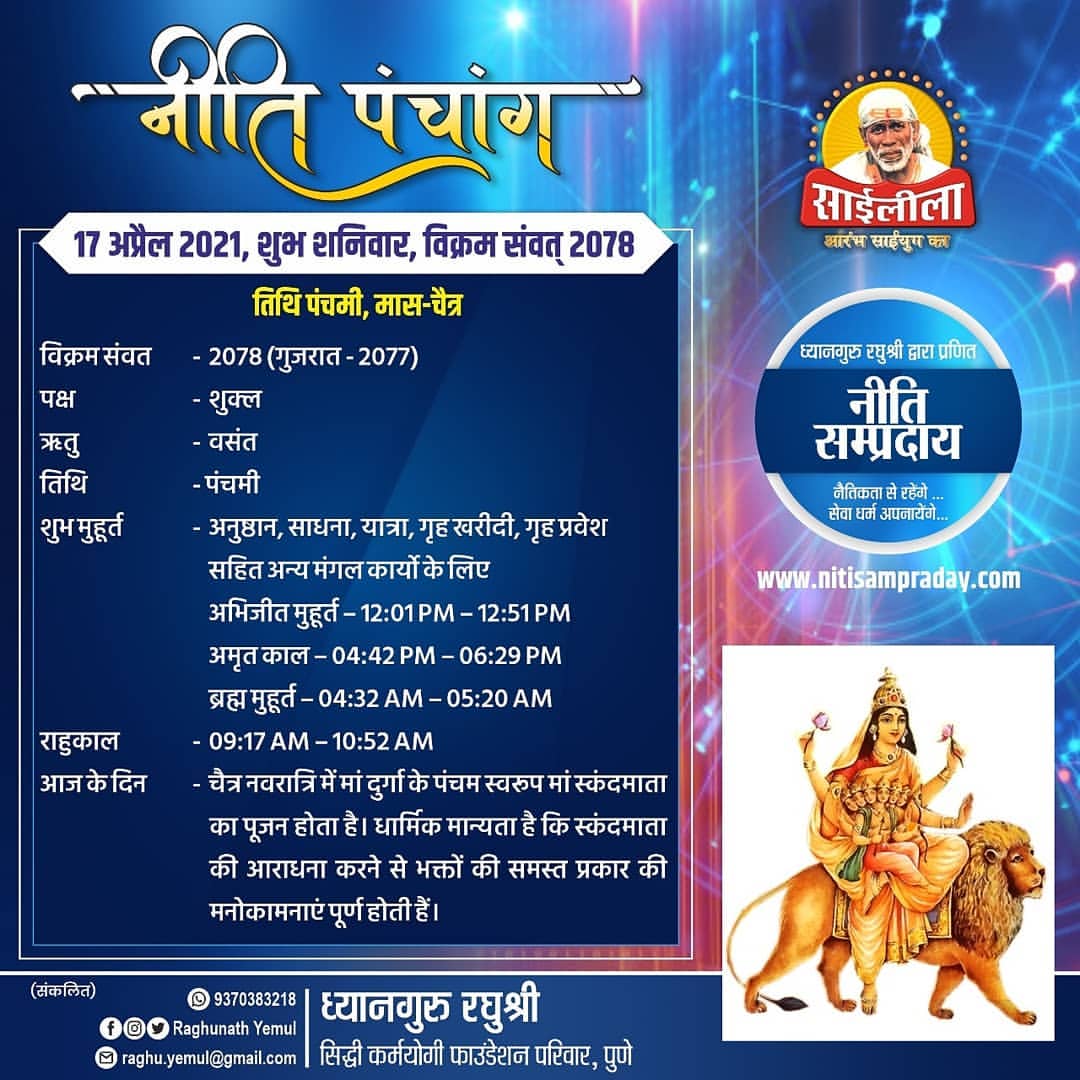 नीति पंचांग
साईलीला
आरंभ साईयुग का
17 अप्रैल 2021, शुभ शनिवार, विक्रम संवत् 2078
तिथि पंचमी, मास-चैत्र
विक्रम संवत - 2078 (गुजरात - 2077)
पक्ष - शुक्ल
ऋतु - वसंत
तिथि - पंचमी
शुभ मुहूर्त - अनुष्ठान, साधना, यात्रा, गृह खरीदी, गृह प्रवेश
सहित अन्य मंगल कार्यो के लिए
अभिजीत मुहूर्त – 12:01 PM – 12:51 PM
अमृत काल – 04:42 PM – 06:29 PM
ब्रह्म मुहूर्त – 04:32 AM – 05:20 AM
राहुकाल - 09:17 AM – 10:52 AM
आज के दिन - चैत्र नवरात्रि में मां दुर्गा के पंचम स्वरूप मां स्कंदमाता
का पूजन होता है। धार्मिक मान्यता है कि स्कंदमाता
की आराधना करने से भक्तों की समस्त प्रकार की
मनोकामनाएं पूर्ण होती हैं।
ध्यानगुरु रघुश्री द्वारा प्रणित
नीति
सम्प्रदाय
नैतिकता से रहेंगे ...
सेवा धर्म अपनायेंगे...
www.nitisampraday.com
(संकलित)
9370383218
Raghunath Yemul
raghu.yemul@gmail.com
ध्यानगुरु रघुश्री
सिद्धी कर्मयोगी फाउंडेशन परिवार, पुणे